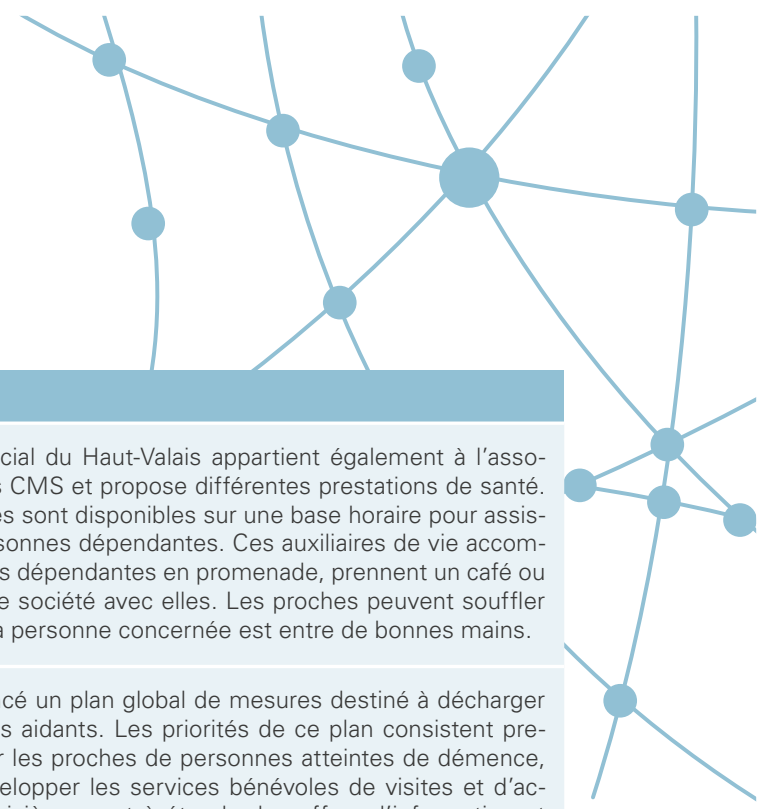 cial du Haut-Valais appartient également à l'asso-
s CMS et propose différentes prestations de santé.
es sont disponibles sur une base horaire pour assis-
sonnes dépendantes. Ces auxiliaires de vie accom-
s dépendantes en promenade, prennent un café ou
e société avec elles. Les proches peuvent souffler
a personne concernée est entre de bonnes mains.
cé un plan global de mesures destiné à décharger
s aidants. Les priorités de ce plan consistent pre-
r les proches de personnes atteintes de démence,
elopper les services bénévoles de visites et d'ac-